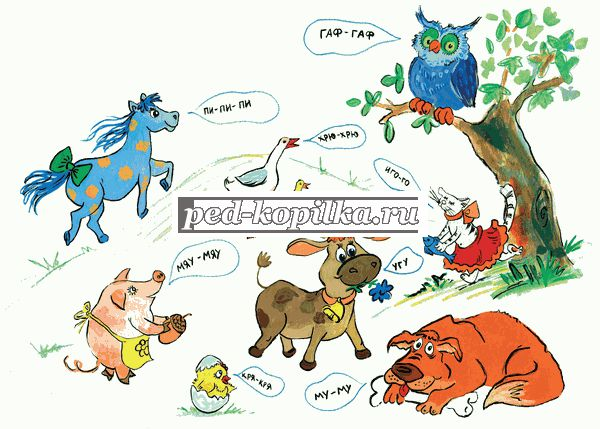 ГАФ-ГАФ
ПИ-ПИ-ПИ
ХРЮ-ХРЮ
ИГО-ГО
ped-kopilka.ru
МЯУ-МЯУ
УГУ
КРЯ-КРЯ
МУ-МУ